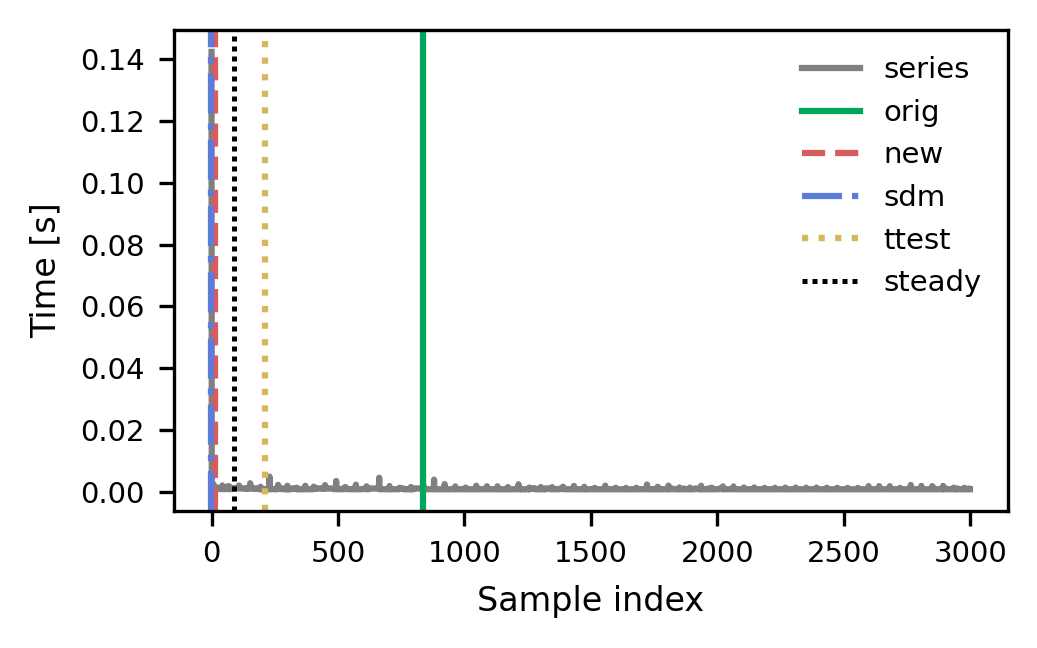 0.14
0.12
0.10
0.08
0.06
0.04
0.02
0.00
Time [s]
series
orig
new
sdm
ttest
steady
0 500 1000 1500 2000 2500 3000
Sample index